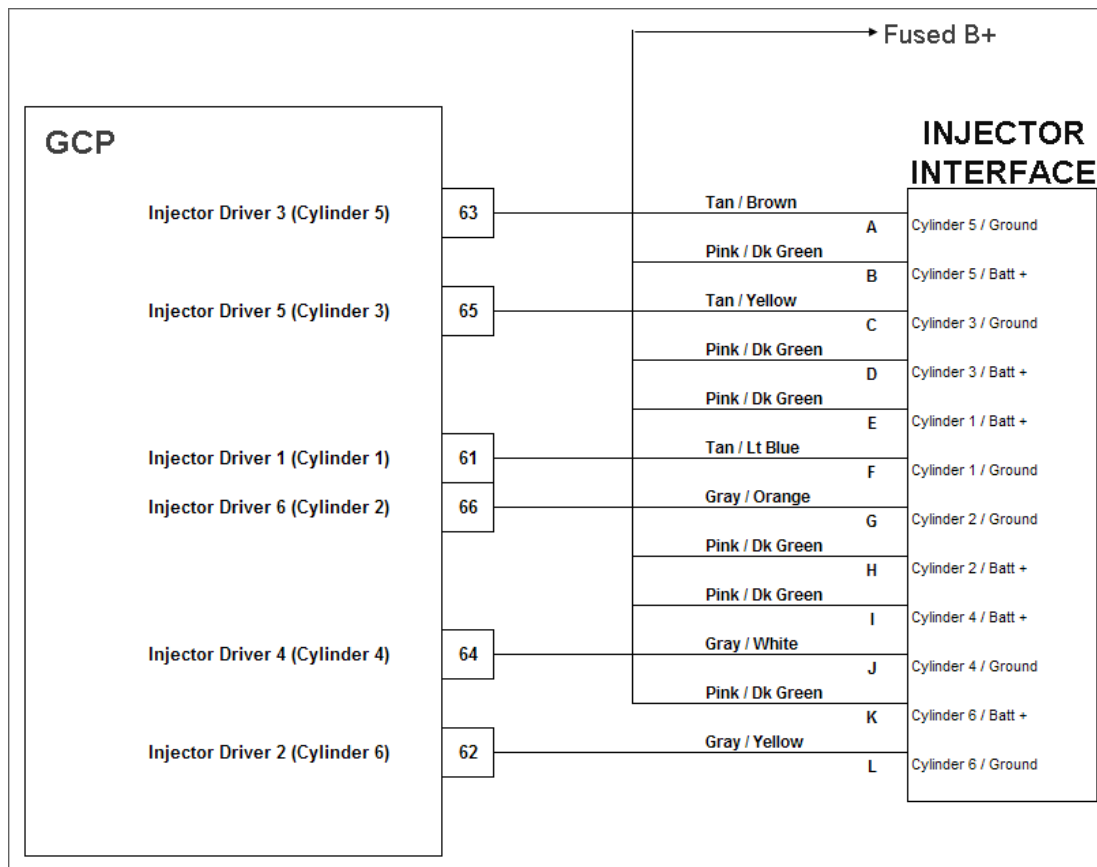 Fused B+
GCP
INJECTOR
INTERFACE
Injector Driver 3 (Cylinder 5)
63
Tan / Brown
A
Cylinder 5 / Ground
Pink / Dk Green
B
Cylinder 5 / Batt +
Injector Driver 5 (Cylinder 3)
65
Tan / Yellow
C
Cylinder 3 / Ground
Pink / Dk Green
D
Cylinder 3 / Batt +
Pink / Dk Green
E
Cylinder 1 / Batt +
Injector Driver 1 (Cylinder 1)
61
Tan / Lt Blue
F
Cylinder 1 / Ground
Injector Driver 6 (Cylinder 2)
66
Gray / Orange
G
Cylinder 2 / Ground
Pink / Dk Green
H
Cylinder 2 / Batt +
Pink / Dk Green
I
Cylinder 4 / Batt +
Injector Driver 4 (Cylinder 4)
64
Gray / White
J
Cylinder 4 / Ground
Pink / Dk Green
K
Cylinder 6 / Batt +
Injector Driver 2 (Cylinder 6)
62
Gray / Yellow
L
Cylinder 6 / Ground